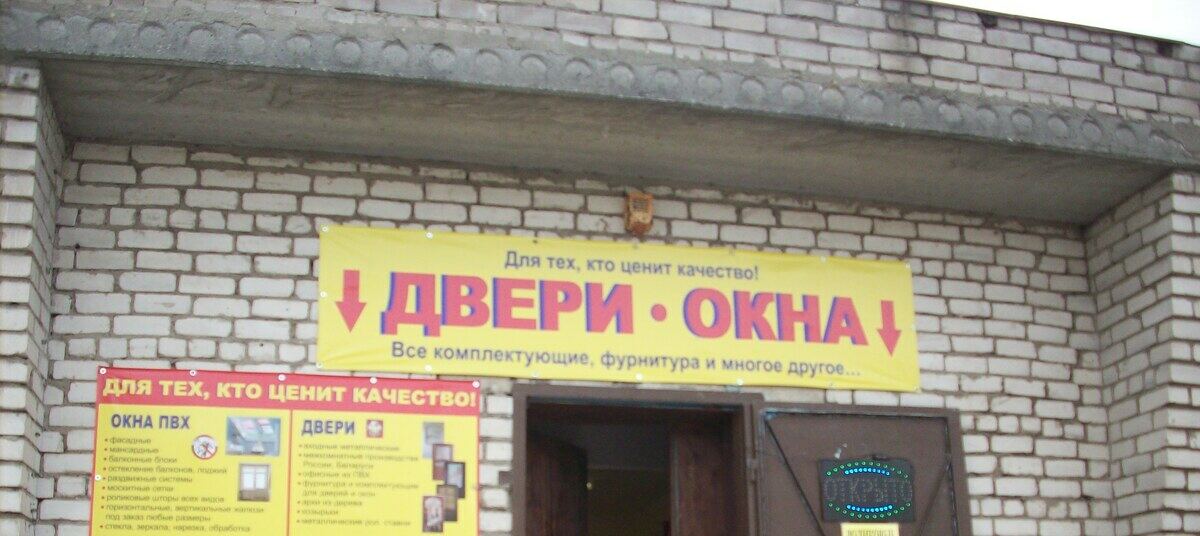 Для тех, кто ценит качество!
ДВЕРИ • ОКНА
Все комплектующие, фурнитура и многое другое...
ДЛЯ ТЕХ, КТО ЦЕНИТ КАЧЕСТВО!
ОКНА ПВХ
• фасадные
• мансардные
• балконные блоки
• остекление балконов, лоджий
• раздвижные системы
• москитные сетки
• роликовые шторы всех видов
• горизонтальные, вертикальные жалюзи
под заказ любые размеры
• стекла, зеркала; нарезка, обработка
ДВЕРИ
• входные металлические
• межкомнатные производства
России, Беларуси
• офисные из ПВХ
• фурнитура и комплектующие
для дверей и окон
• арки из дерева
• козырьки
• металлические рол. ставни
ОТКРЫТО